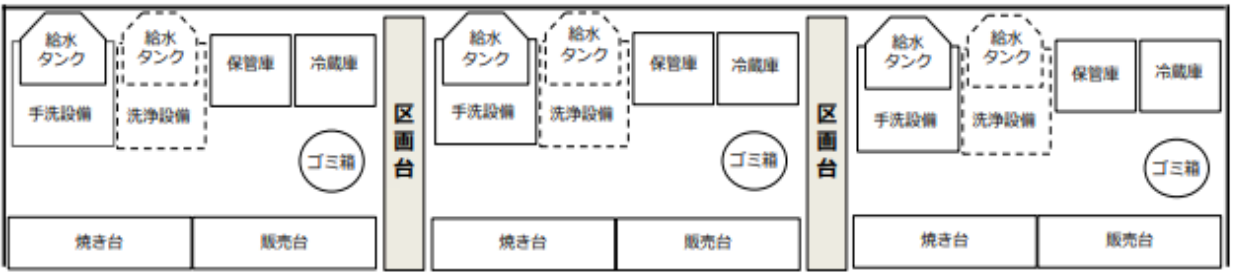 給水
タンク
給水
タンク
保管庫
冷蔵庫
手洗設備
洗浄設備
ゴミ箱
焼き台
販売台
区画台
給水
タンク
給水
タンク
保管庫
冷蔵庫
手洗設備
洗浄設備
ゴミ箱
焼き台
販売台
区画台
給水
タンク
給水
タンク
保管庫
冷蔵庫
手洗設備
洗浄設備
ゴミ箱
焼き台
販売台